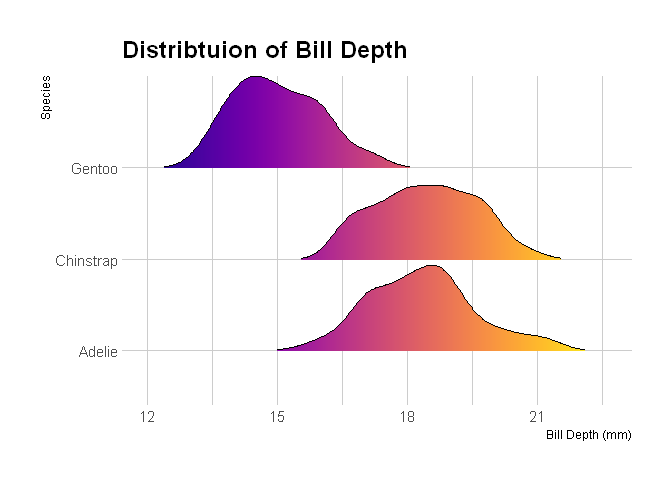 Distribtuion of Bill Depth
Species
Gentoo
Chinstrap
Adelie
12 15 18 21
Bill Depth (mm)